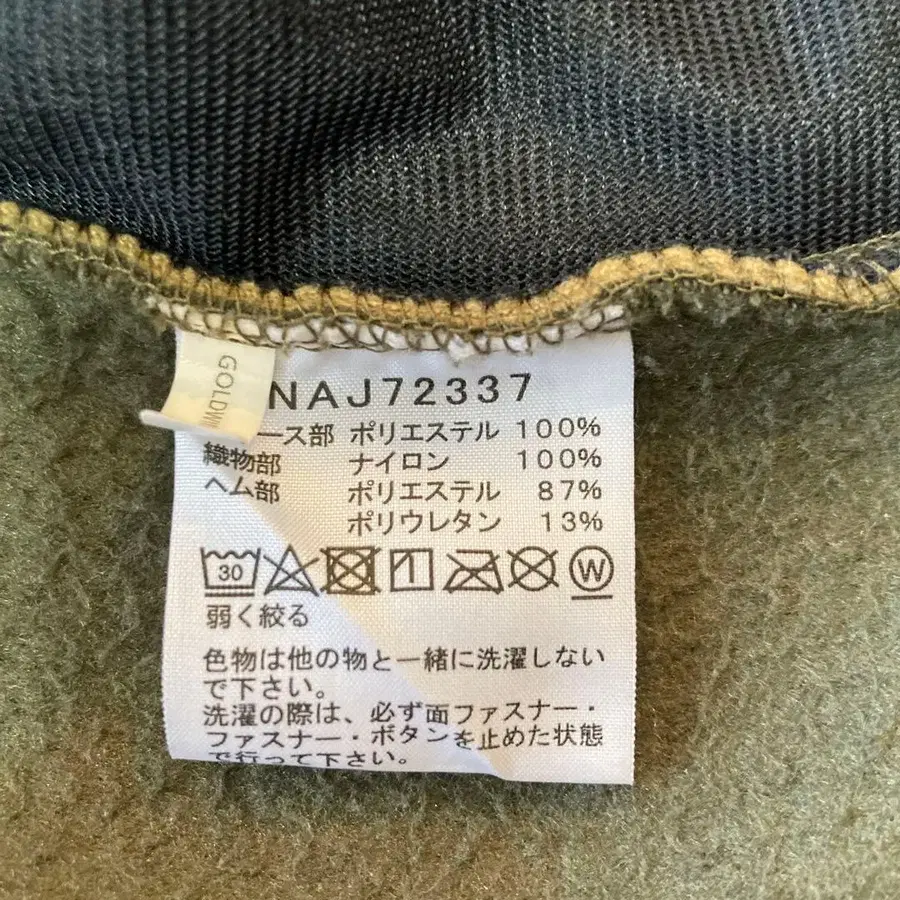 GOLDW
NAJ72337
ース部 ポリエステル 100%
織物部 ナイロン 100%
ヘム部 ポリエステル 87%
ポリウレタン 13%
30 W
弱く絞る
色物は他の物と一緒に洗濯しない
で下さい。
洗濯の際は、必ず面ファスナー・
ファスナー・ボタンを止めた状態
で行って下さい。